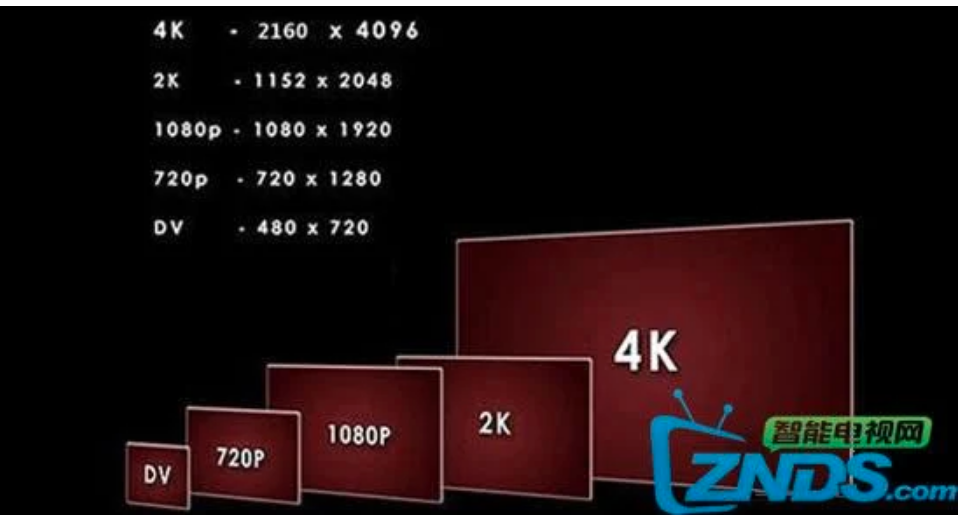 4K - 2160 x 4096
2K - 1152 x 2048
1080p - 1080 x 1920
720p - 720 x 1280
DV - 480 x 720
4K
2K
1080P
720P
DV
智能电视网
ZNDS.com